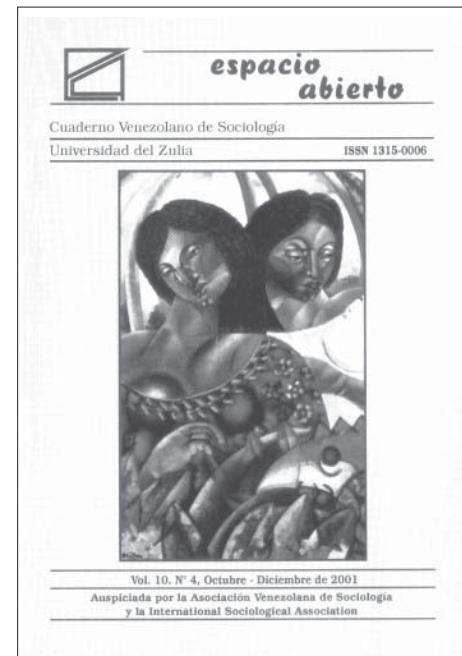 espacio
abierto
Cuaderno Venezolano de Sociología
Universidad del Zulia ISSN 1315-0006
Vol. 10. N° 4, Octubre - Diciembre de 2001
Auspiciada por la Asociación Venezolana de Sociología
y la International Sociological Association